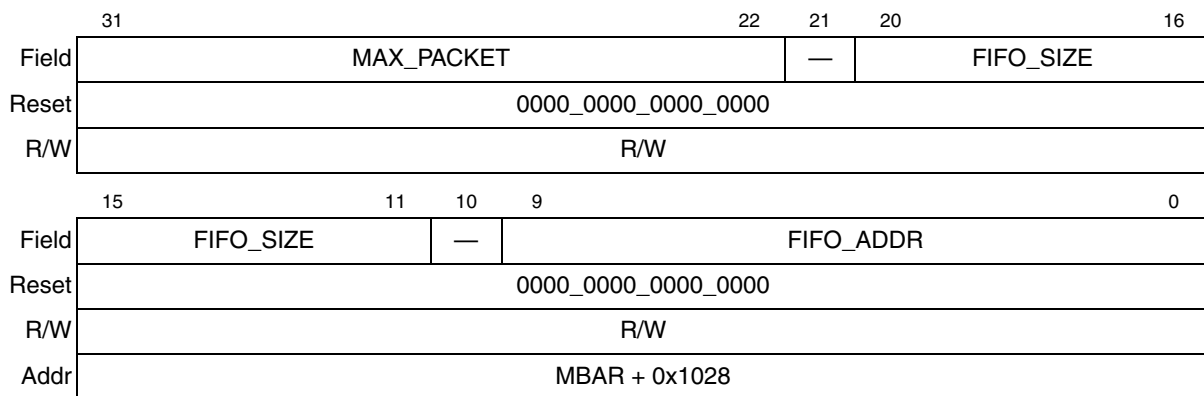 31 22 21 20 16
Field MAX_PACKET — FIFO_SIZE
Reset 0000_0000_0000_0000
R/W R/W
15 11 10 9 0
Field FIFO_SIZE — FIFO_ADDR
Reset 0000_0000_0000_0000
R/W R/W
Addr MBAR + 0x1028